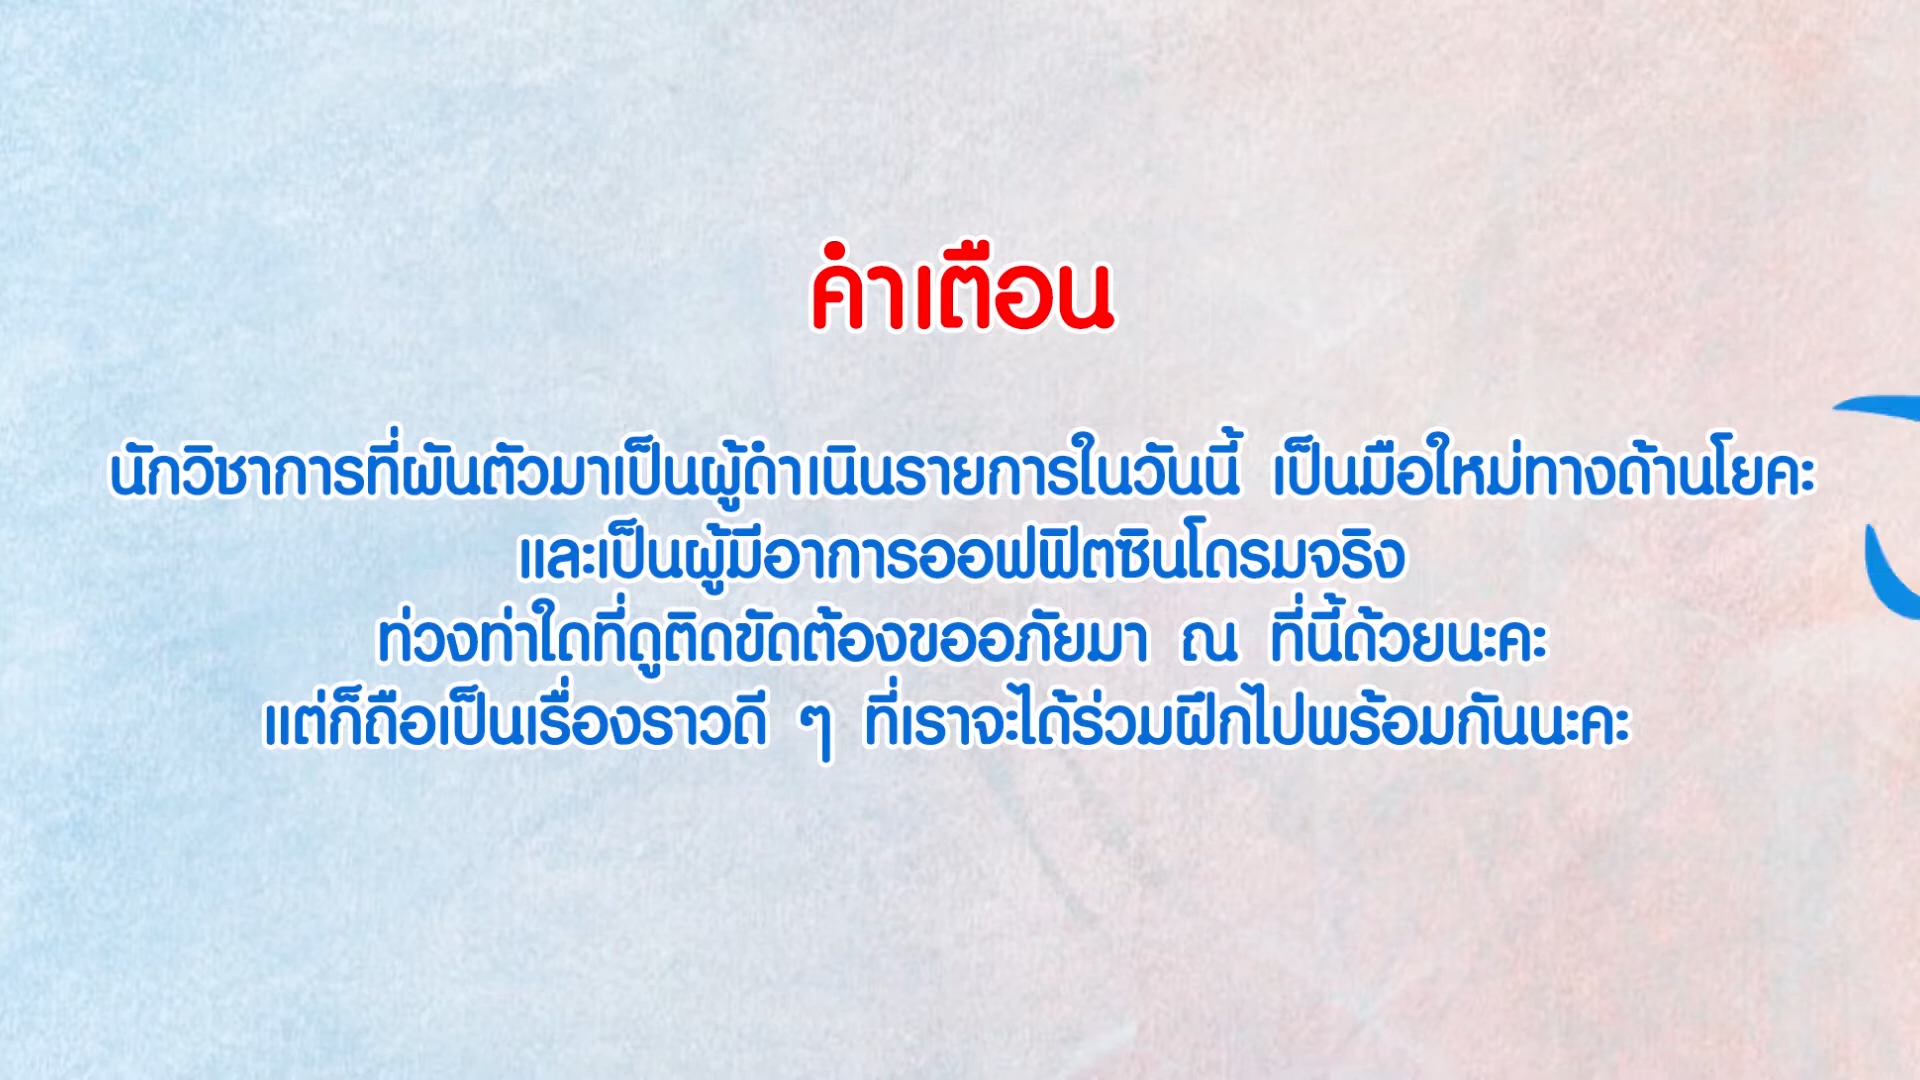 คำเตือน
นักวิชาการที่ผันตัวมาเป็นผู้ดำเนินรายการในวันนี้ เป็นมือใหม่ทางด้านโยคะ
และเป็นผู้มีอาการออฟฟิตซินโดรมจริง
ท่วงท่าใดที่ดูติดขัดต้องขออภัยมา ณ ที่นี้ด้วยนะคะ
แต่ก็ถือเป็นเรื่องราวดี ๆ ที่เราจะได้ร่วมฝึกไปพร้อมกันนะคะ